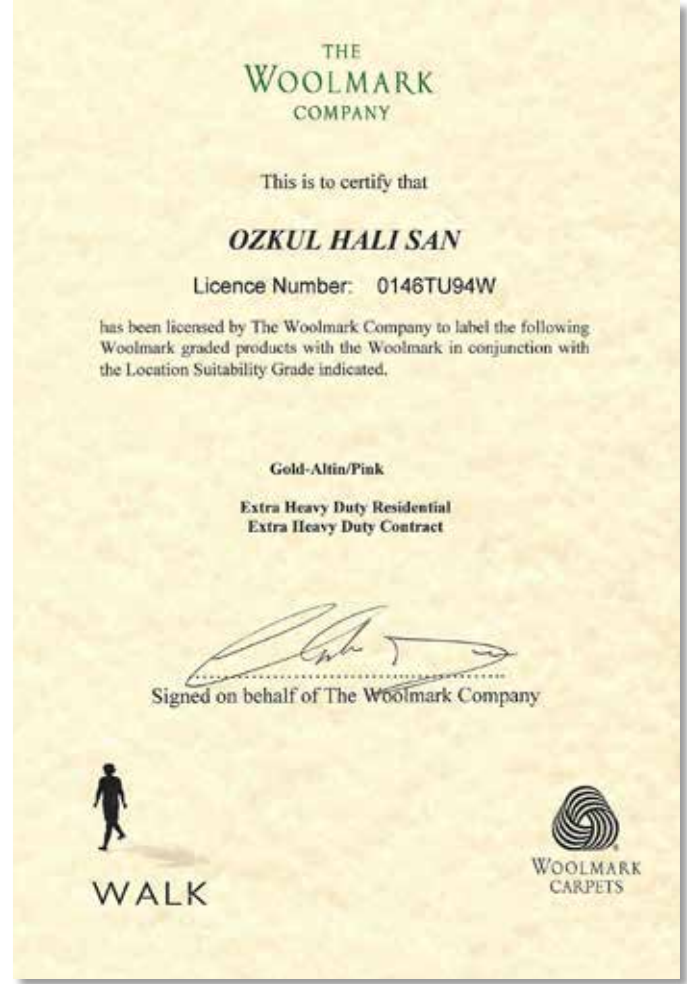 THE
WOOLMARK
COMPANY
This is to certify that
OZKUL HALI SAN
Licence Number: 0146TU94W
has been licensed by The Woolmark Company to label the following
Woolmark graded products with the Woolmark in conjunction with
the Location Suitability Grade indicated.
Gold-Altin/Pink
Extra Heavy Duty Residential
Extra Heavy Duty Contract
Signed on behalf of The Woolmark Company
WALK
WOOLMARK
CARPETS